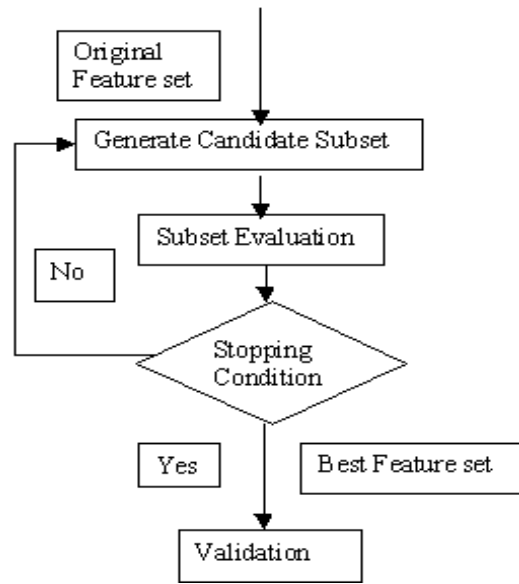 Original
Feature set
Generate Candidate Subset
Subset Evaluation
No
Stopping
Condition
Yes
Best Feature set
Validation